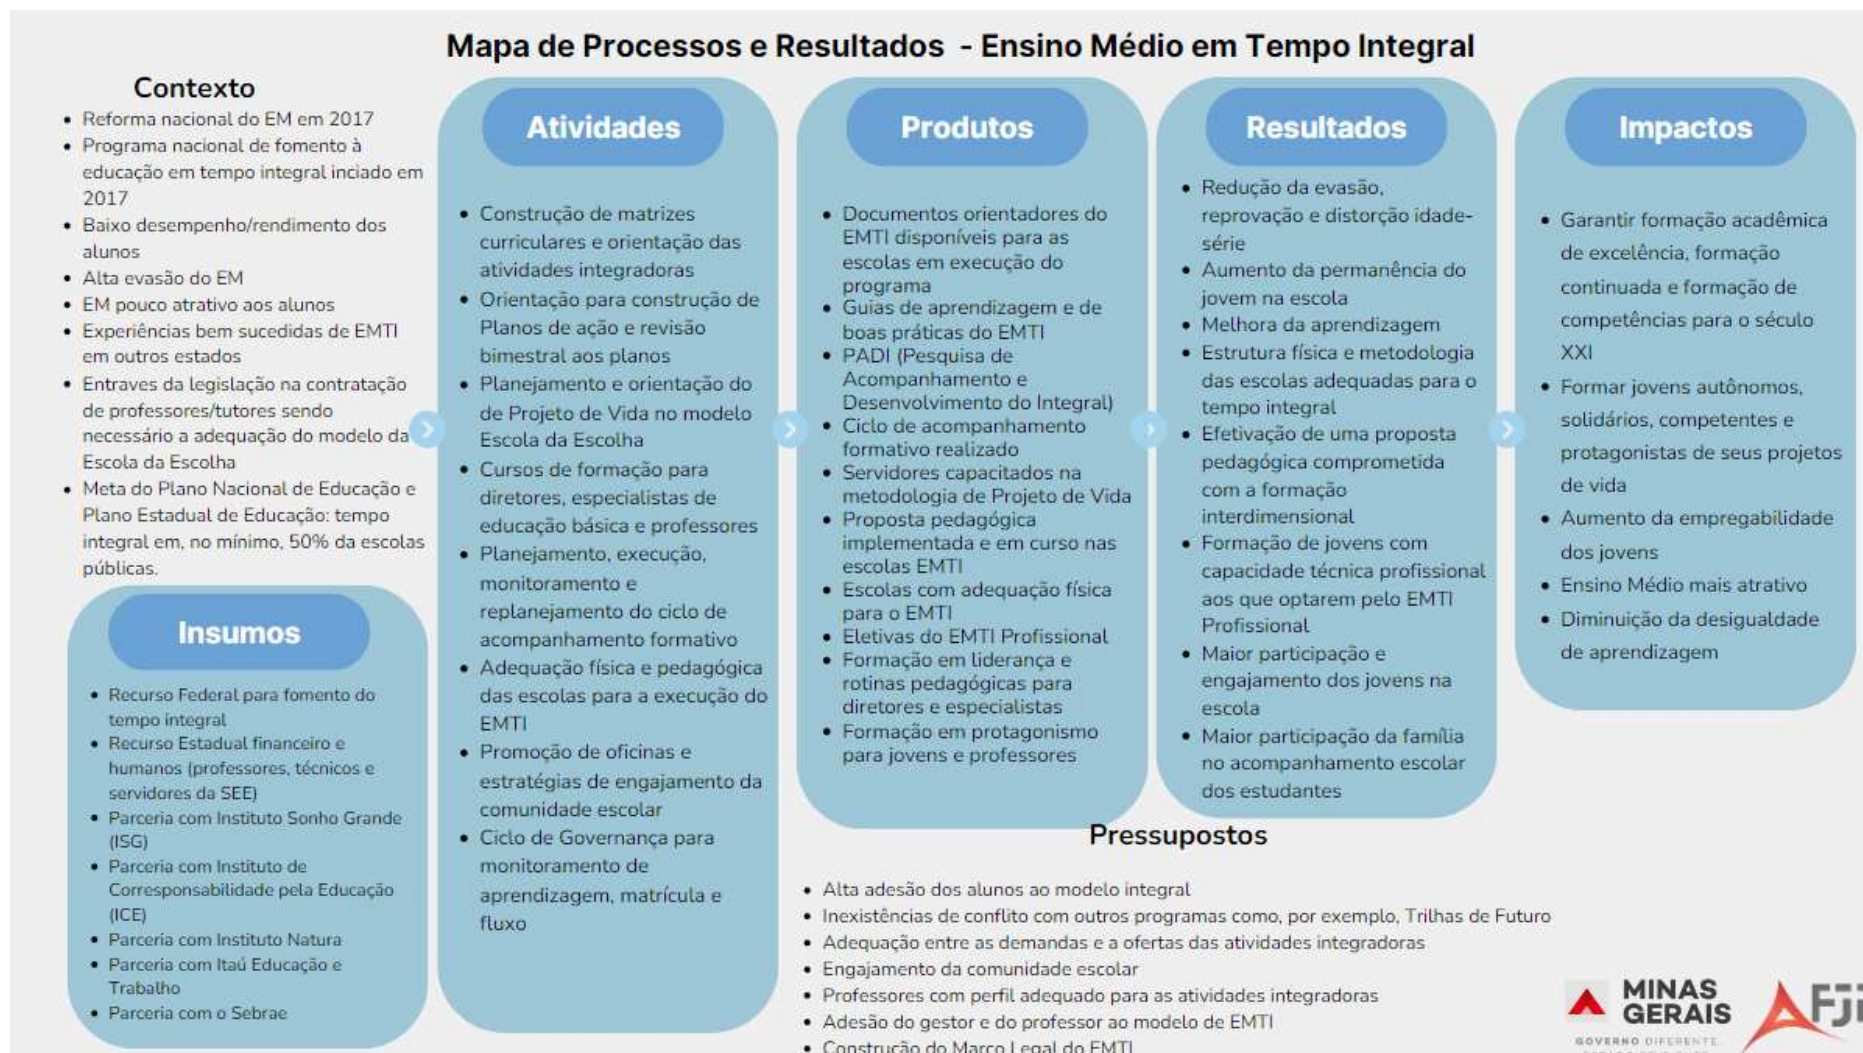 Mapa de Processos e Resultados - Ensino Médio em Tempo Integral
Contexto
• Reforma nacional do EM em 2017
• Programa nacional de fomento à
educação em tempo integral inciado em
2017
• Baixo desempenho/rendimento dos
alunos
• Alta evasão do EM
• EM pouco atrativo aos alunos
• Experiências bem sucedidas de EMTI
em outros estados
• Entraves da legislação na contratação
de professores/tutores sendo
necessário a adequação do modelo da
Escola da Escolha
• Meta do Plano Nacional de Educação e
Plano Estadual de Educação: tempo
integral em, no mínimo, 50% da escolas
públicas.
Insumos
• Recurso Federal para fomento do
tempo integral
• Recurso Estadual financeiro e
humanos (professores, técnicos e
servidores da SEE)
• Parceria com Instituto Sonho Grande
(ISG)
• Parceria com Instituto de
Corresponsabilidade pela Educação
(ICE)
• Parceria com Instituto Natura
• Parceria com Itaú Educação e
Trabalho
• Parceria com o Sebrae
Atividades
• Construção de matrizes
curriculares e orientação das
atividades integradoras
• Orientação para construção de
Planos de ação e revisão
bimestral aos planos
• Planejamento e orientação do
de Projeto de Vida no modelo
Escola da Escolha
• Cursos de formação para
diretores, especialistas de
educação básica e professores
• Planejamento, execução,
monitoramento e
replanejamento do ciclo de
acompanhamento formativo
• Adequação física e pedagógica
das escolas para a execução do
EMTI
• Promoção de oficinas e
estratégias de engajamento da
comunidade escolar
• Ciclo de Governança para
monitoramento de
aprendizagem, matrícula e
fluxo
Produtos
• Documentos orientadores do
EMTI disponíveis para as
escolas em execução do
programa
• Guias de aprendizagem e de
boas práticas do EMTI
• PADI (Pesquisa de
Acompanhamento e
Desenvolvimento do Integral)
• Ciclo de acompanhamento
formativo realizado
• Servidores capacitados na
metodologia de Projeto de Vida
• Proposta pedagógica
implementada e em curso nas
escolas EMTI
• Escolas com adequação física
para o EMTI
• Eletivas do EMTI Profissional
• Formação em liderança e
rotinas pedagógicas para
diretores e especialistas
• Formação em protagonismo
para jovens e professores
Resultados
• Redução da evasão,
reprovação e distorção idade-
série
• Aumento da permanência do
jovem na escola
• Melhora da aprendizagem
• Estrutura física e metodologia
das escolas adequadas para o
tempo integral
• Efetivação de uma proposta
pedagógica comprometida
com a formação
interdimensional
• Formação de jovens com
capacidade técnica profissional
aos que optarem pelo EMTI
Profissional
• Maior participação e
engajamento dos jovens na
escola
• Maior participação da família
no acompanhamento escolar
dos estudantes
Impactos
• Garantir formação acadêmica
de excelência, formação
continuada e formação de
competências para o século
XXI
• Formar jovens autônomos,
solidários, competentes e
protagonistas de seus projetos
de vida
• Aumento da empregabilidade
dos jovens
• Ensino Médio mais atrativo
• Diminuição da desigualdade
de aprendizagem
Pressupostos
• Alta adesão dos alunos ao modelo integral
• Inexistências de conflito com outros programas como, por exemplo, Trilhas de Futuro
• Adequação entre as demandas e a ofertas das atividades integradoras
• Engajamento da comunidade escolar
• Professores com perfil adequado para as atividades integradoras
• Adesão do gestor e do professor ao modelo de EMTI
• Construção do Marco Legal do EMTI
MINAS
GERAIS
GOVERNO DIFERENTE.